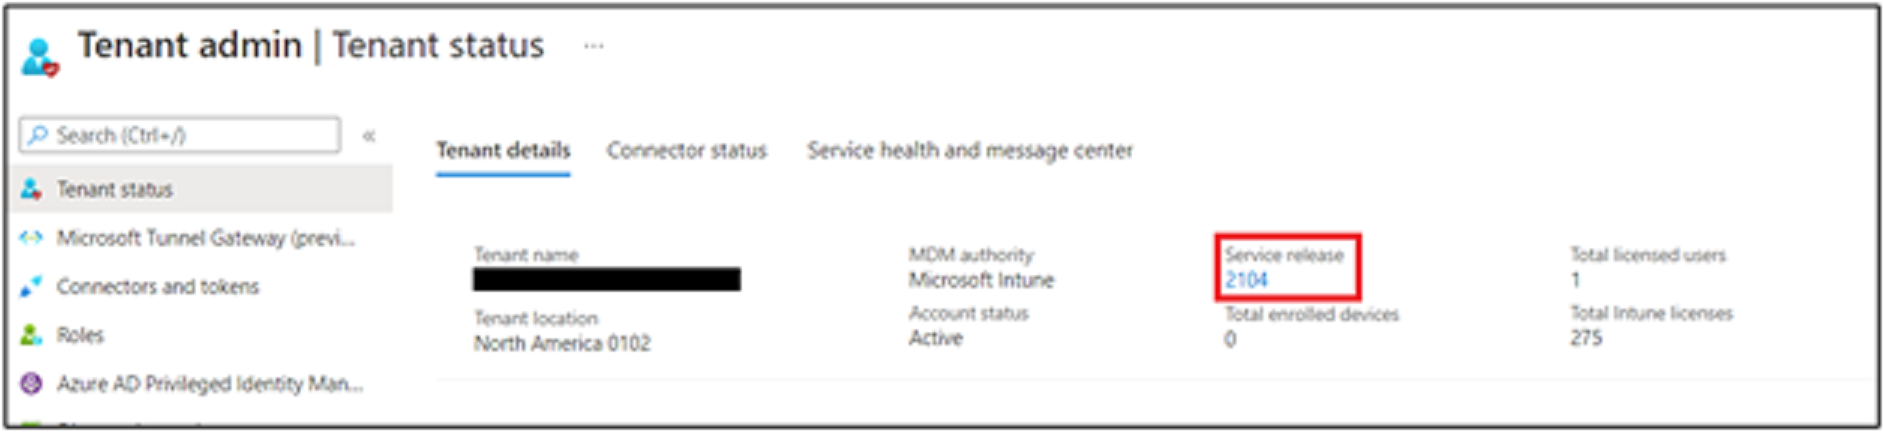 Tenant admin | Tenant status ...
Search (Ctrl+/) «
Tenant status
Microsoft Tunnel Gateway (previ...
Connectors and tokens
Roles
Azure AD Privileged Identity Man...
Tenant details Connector status Service health and message center
Tenant name
Tenant location
North America 0102
MDM authority
Microsoft Intune
Account status
Active
Service release
2104
Total enrolled devices
0
Total licensed users
1
Total Intune licenses
275